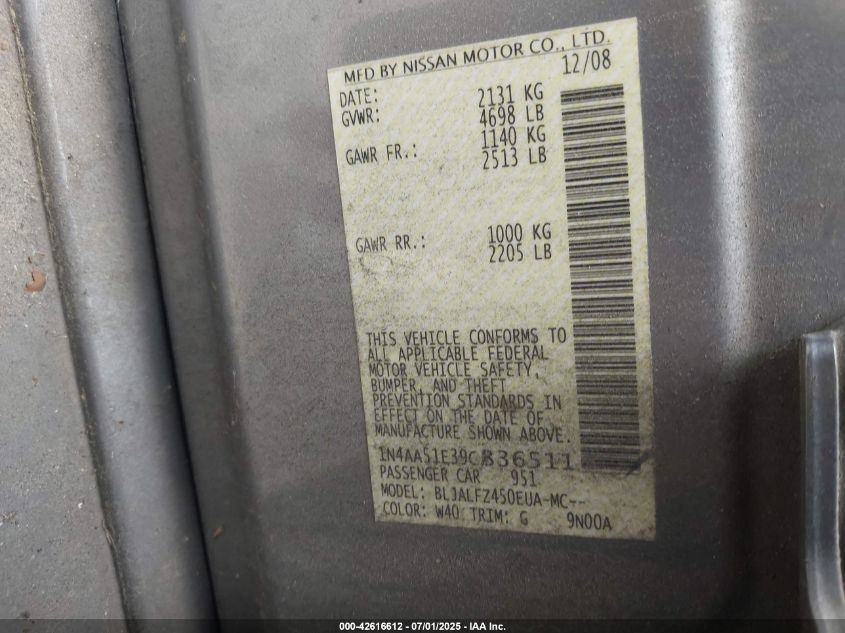 MFD BY NISSAN MOTOR CO., LTD.
DATE: 12/08
GVWR: 2131 KG
4698 LB
GAWR FR.: 1140 KG
2513 LB
GAWR RR.: 1000 KG
2205 LB
THIS VEHICLE CONFORMS TO
ALL APPLICABLE FEDERAL
MOTOR VEHICLE SAFETY,
BUMPER, AND THEFT
PREVENTION STANDARDS IN
EFFECT ON THE DATE OF
MANUFACTURE SHOWN ABOVE.
1N4AA51E39C836511
PASSENGER CAR 951
MODEL: BLJALFZ450EUA-MC--
COLOR: W40 TRIM: G 9N00A
000-42616612 - 07/01/2025 - IAA Inc.